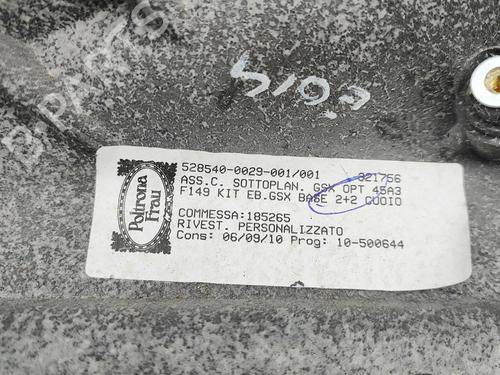 528540-0029-001/001 321756
ASS.C. SOTTOPLAN. GSX OPT 45A3
F149 KIT EB.GSX BASE 2+2 CUOIO
COMMESSA:185265
RIVEST. PERSONALIZZATO
Cons: 06/09/10 Prog: 10-500644
Poltrona
Frau